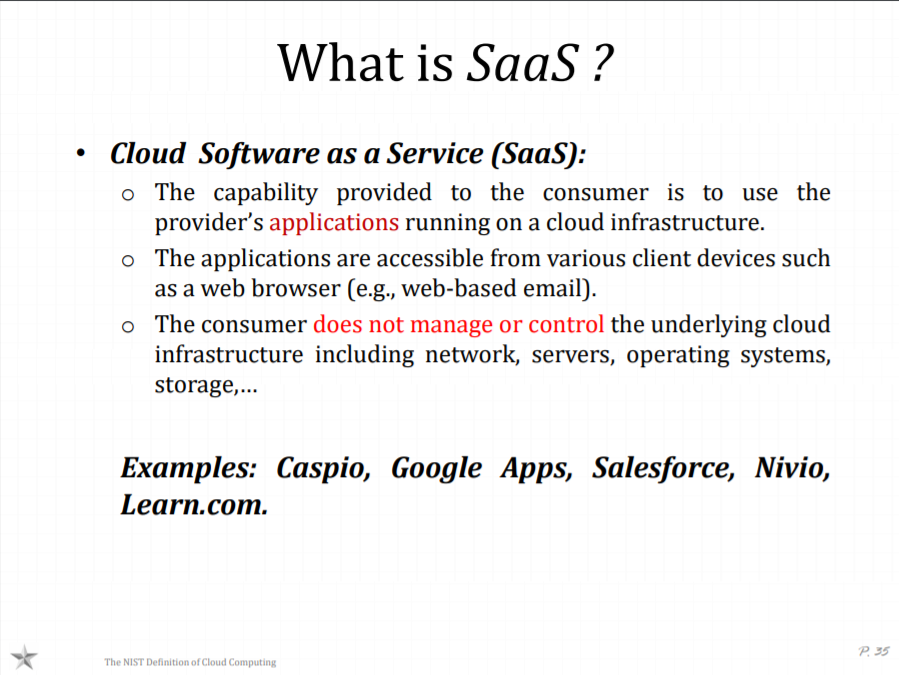 What is SaaS ?
• Cloud Software as a Service (SaaS):
o The capability provided to the consumer is to use the
provider’s applications running on a cloud infrastructure.
o The applications are accessible from various client devices such
as a web browser (e.g., web-based email).
o The consumer does not manage or control the underlying cloud
infrastructure including network, servers, operating systems,
storage,…
Examples: Caspio, Google Apps, Salesforce, Nivio,
Learn.com.
The NIST Definition of Cloud Computing
P. 35